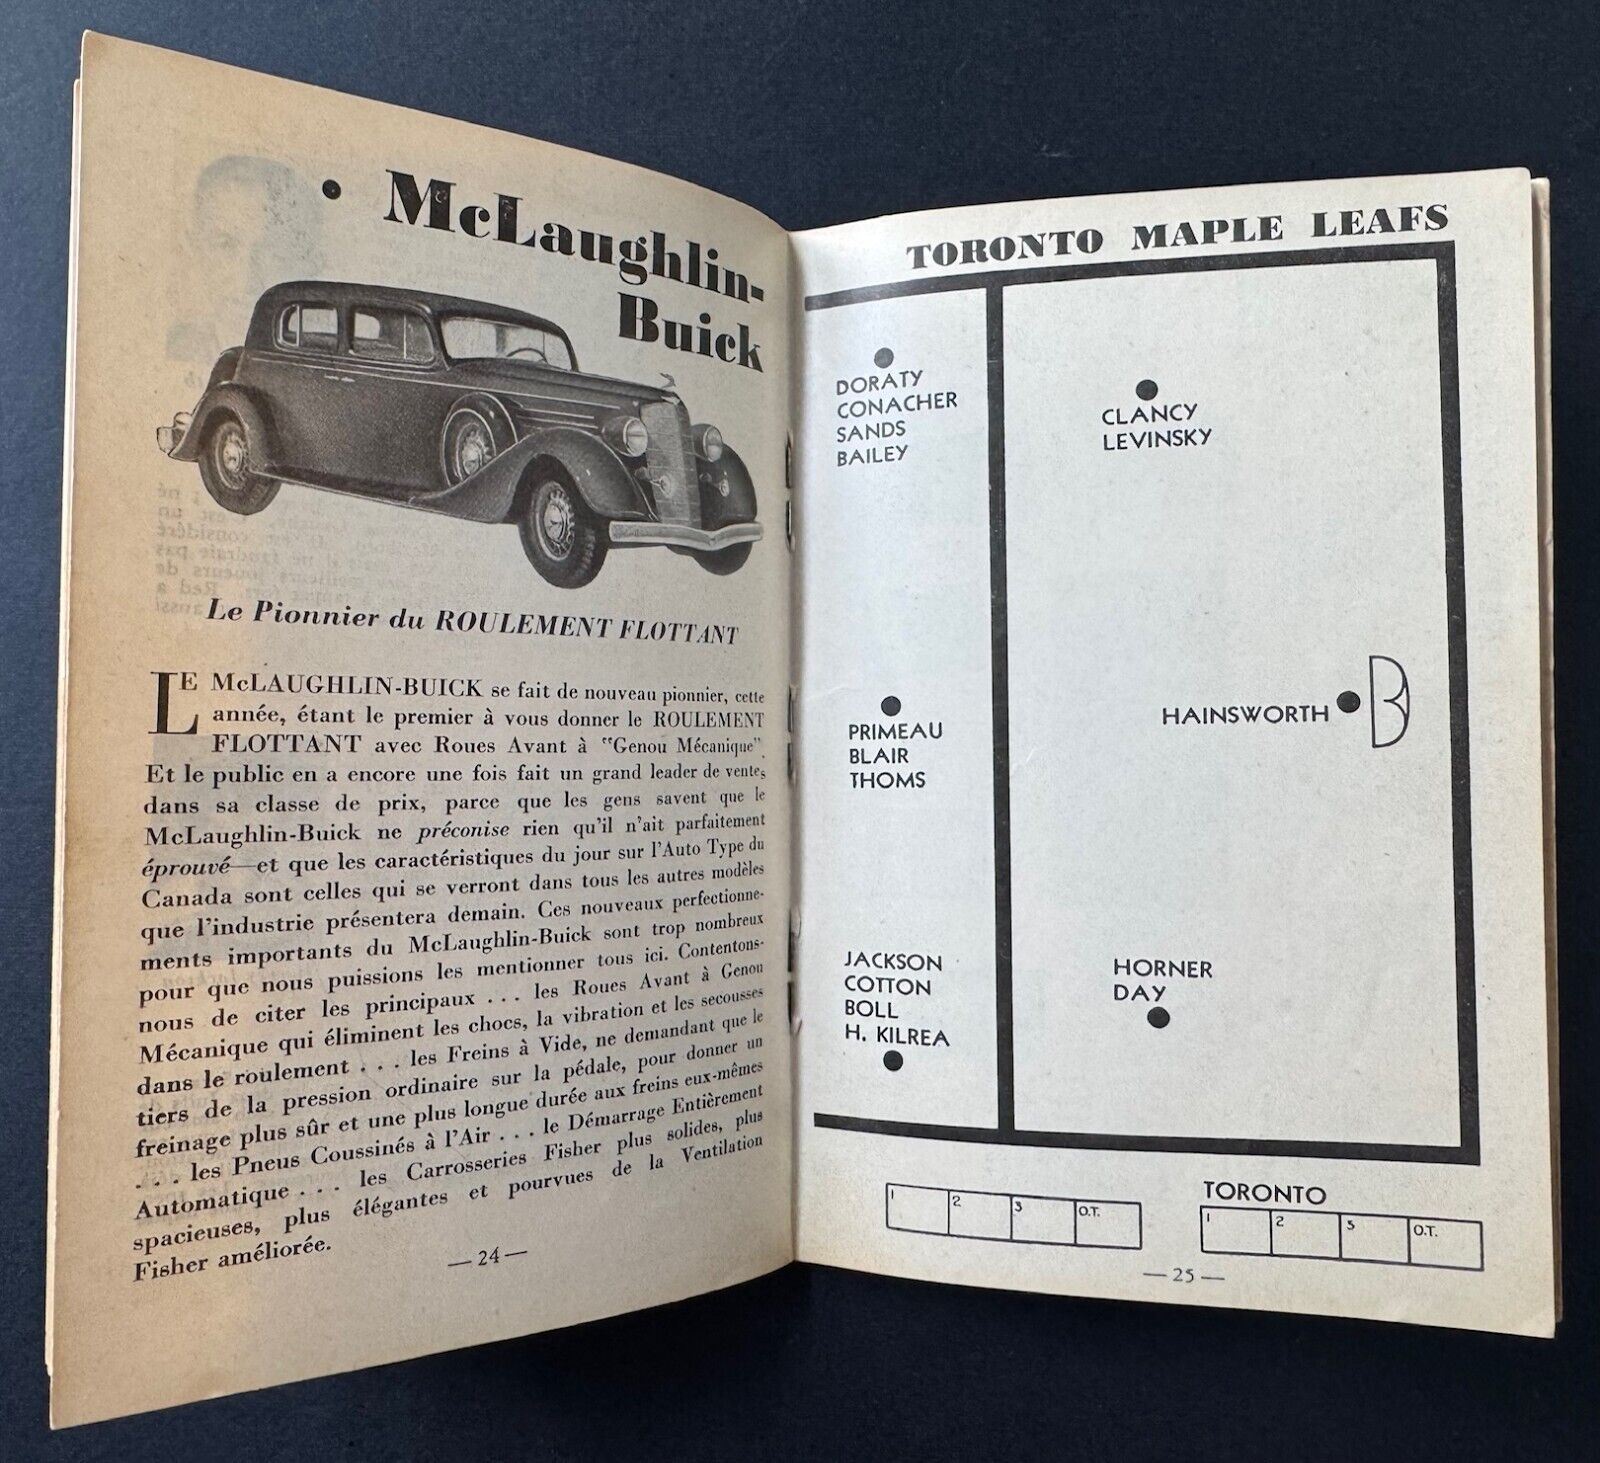 • McLaughlin-
Buick
Le Pionnier du ROULEMENT FLOTTANT
LE McLAUGHLIN-BUICK se fait de nouveau pionnier, cette
année, étant le premier à vous donner le ROULEMENT
FLOTTANT avec Roues Avant à "Genou Mécanique".
Et le public en a encore une fois fait un grand leader de ventes
dans sa classe de prix, parce que les gens savent que le
McLaughlin-Buick ne préconise rien qu'il n'ait parfaitement
éprouvé—et que les caractéristiques du jour sur l'Auto Type du
Canada sont celles qui se verront dans tous les autres modèles
que l'industrie présentera demain. Ces nouveaux perfectionne-
ments importants du McLaughlin-Buick sont trop nombreux
pour que nous puissions les mentionner tous ici. Contentons-
nous de citer les principaux . . . les Roues Avant à Genou
Mécanique qui éliminent les chocs, la vibration et les secousses
dans le roulement . . . les Freins à Vide, ne demandant que le
tiers de la pression ordinaire sur la pédale, pour donner un
freinage plus sûr et une plus longue durée aux freins eux-mêmes
. . . les Pneus Coussinés à l'Air . . . le Démarrage Entièrement
Automatique . . . les Carrosseries Fisher plus solides, plus
spacieuses, plus élégantes et pourvues de la Ventilation
Fisher améliorée.
— 24 —
TORONTO MAPLE LEAFS
DORATY
CONACHER
SANDS
BAILEY
CLANCY
LEVINSKY
PRIMEAU
BLAIR
THOMS
HAINSWORTH
JACKSON
COTTON
BOLL
H. KILREA
HORNER
DAY
1 2 3 O.T.
TORONTO
1 2 3 O.T.
— 25 —